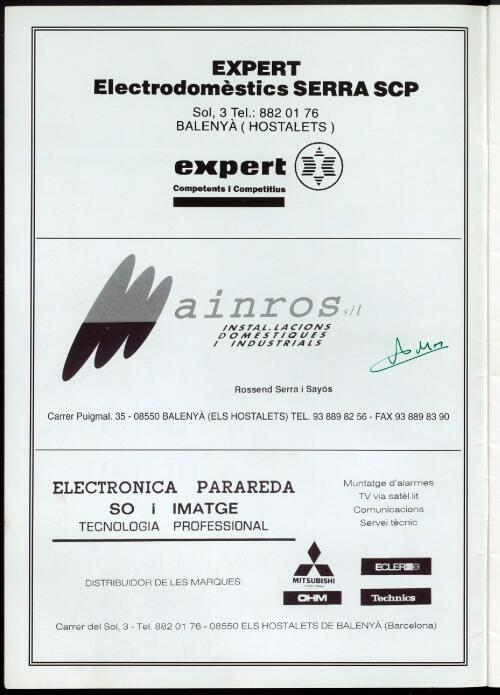 EXPERT
Electrodomèstics SERRA SCP
Sol, 3 Tel.: 882 01 76
BALENYÀ ( HOSTALETS )
expert
Competents i Competitius
Mainros s/l
INSTAL.LACIONS
DOMÈSTIQUES
I INDUSTRIALS
Rossend Serra i Sayós
Carrer Puigmal. 35 - 08550 BALENYÀ (ELS HOSTALETS) TEL. 93 889 82 56 - FAX 93 889 83 90
ELECTRONICA PARAREDA
SO i IMATGE
TECNOLOGIA PROFESSIONAL
Muntatge d'alarmes
TV via satèl.lit
Comunicacions
Servei tècnic
DISTRIBUIDOR DE LES MARQUES:
MITSUBISHI
ECLER
OHM
Technics
Carrer del Sol, 3 - Tel. 882 01 76 - 08550 ELS HOSTALETS DE BALENYÀ (Barcelona)